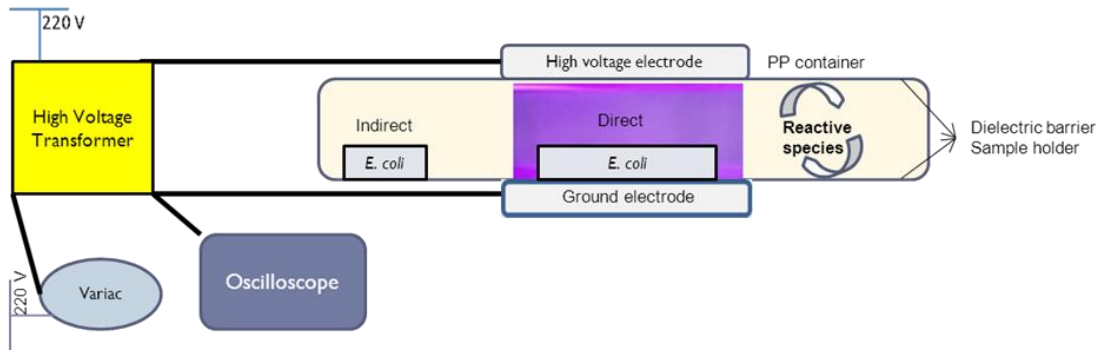 220 V
High Voltage
Transformer
High voltage electrode
PP container
Indirect
Direct
Reactive
species
Dielectric barrier
Sample holder
E. coli
E. coli
Ground electrode
Oscilloscope
220 V
Variac